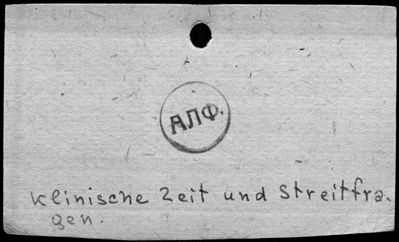 АЛФ.
Klinische Zeit und Streitfra-
gen.